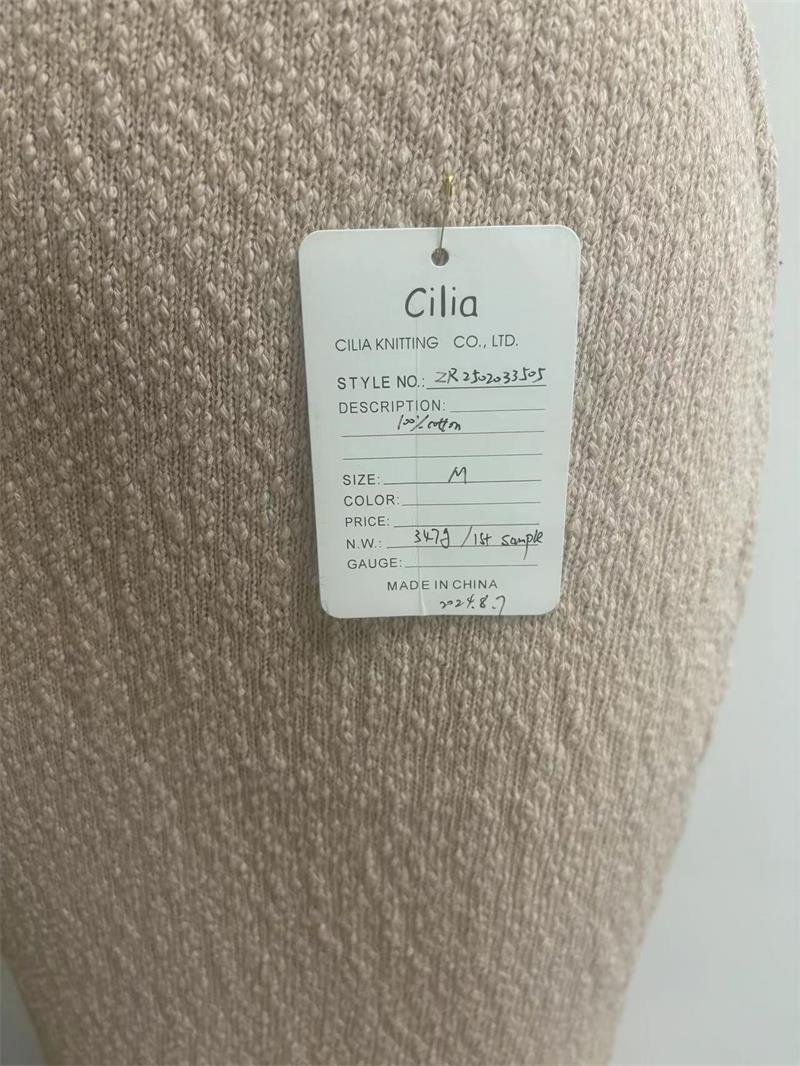 Cilia
CILIA KNITTING CO., LTD.
STYLE NO.: ZR2502033505
DESCRIPTION:
100% cotton
SIZE: M
COLOR:
PRICE:
N.W.: 347g /1st sample
GAUGE:
MADE IN CHINA
2024.8.7